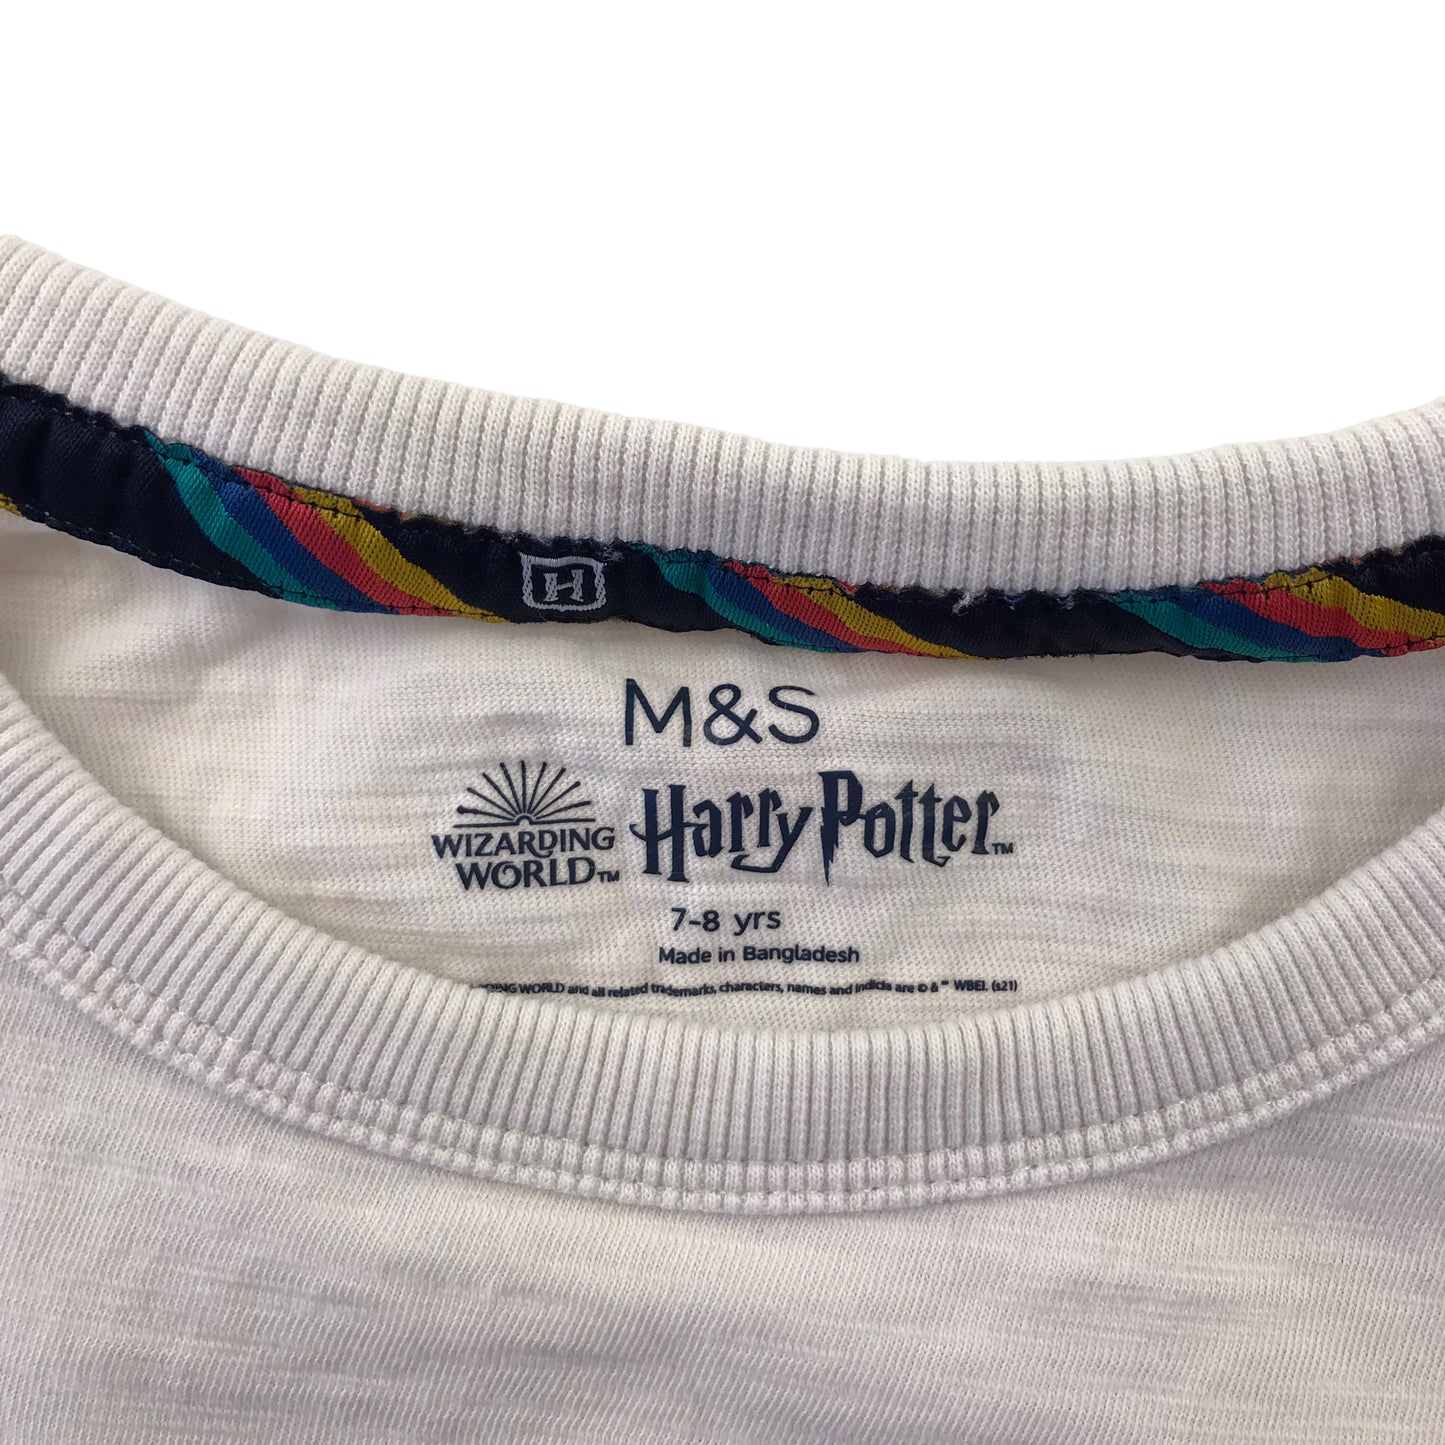 H
M&S
WIZARDING WORLD™ Harry Potter™
7-8 yrs
Made in Bangladesh
WORLD and all related trademarks, characters, names and indicia are © & ™ WBEI. (s21)